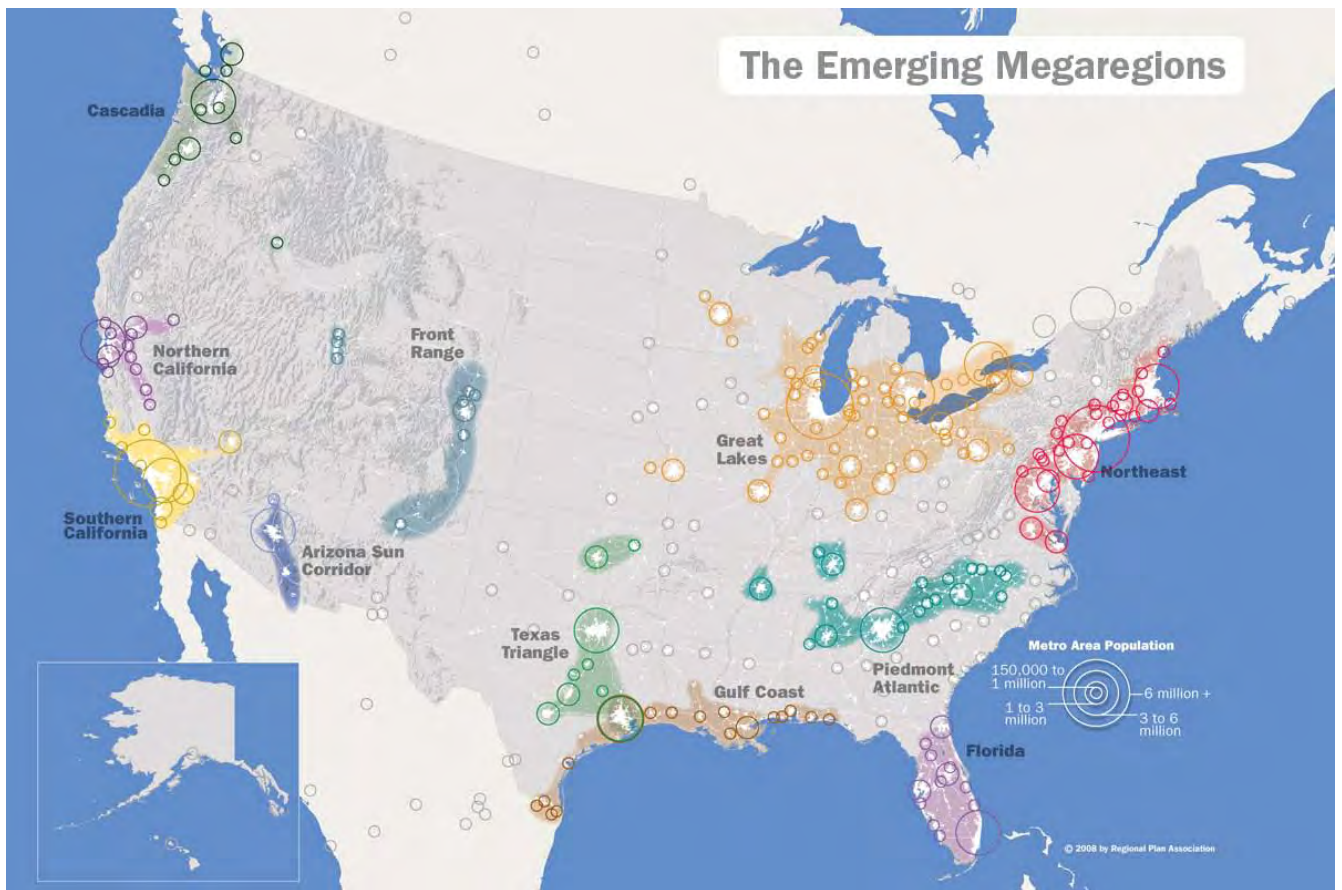 The Emerging Megaregions
Cascadia
Northern
California
Front
Range
Great
Lakes
Northeast
Southern
California
Arizona Sun
Corridor
Texas
Triangle
Gulf Coast
Piedmont
Atlantic
Florida
Metro Area Population
150,000 to
1 million
1 to 3
million
6 million +
3 to 6
million
© 2008 by Regional Plan Association